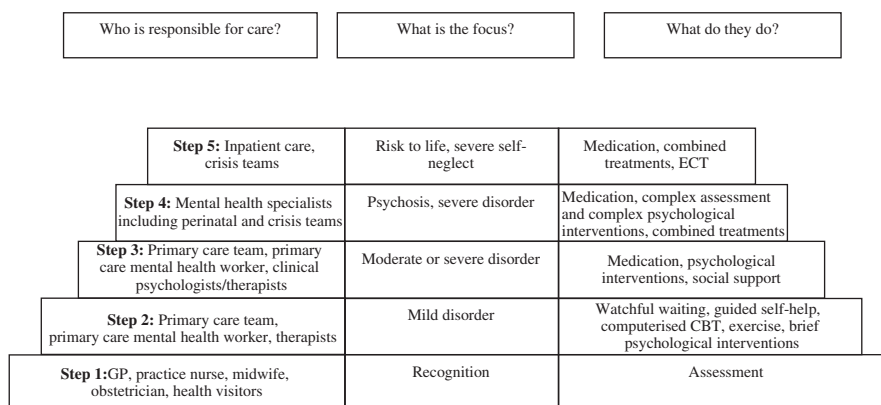 Who is responsible for care?
What is the focus?
What do they do?
Step 5: Inpatient care,
crisis teams
Risk to life, severe self-
neglect
Medication, combined
treatments, ECT
Step 4: Mental health specialists
including perinatal and crisis teams
Psychosis, severe disorder
Medication, complex assessment
and complex psychological
interventions, combined treatments
Step 3: Primary care team, primary
care mental health worker, clinical
psychologists/therapists
Moderate or severe disorder
Medication, psychological
interventions, social support
Step 2: Primary care team,
primary care mental health worker, therapists
Mild disorder
Watchful waiting, guided self-help,
computerised CBT, exercise, brief
psychological interventions
Step 1:GP, practice nurse, midwife,
obstetrician, health visitors
Recognition
Assessment